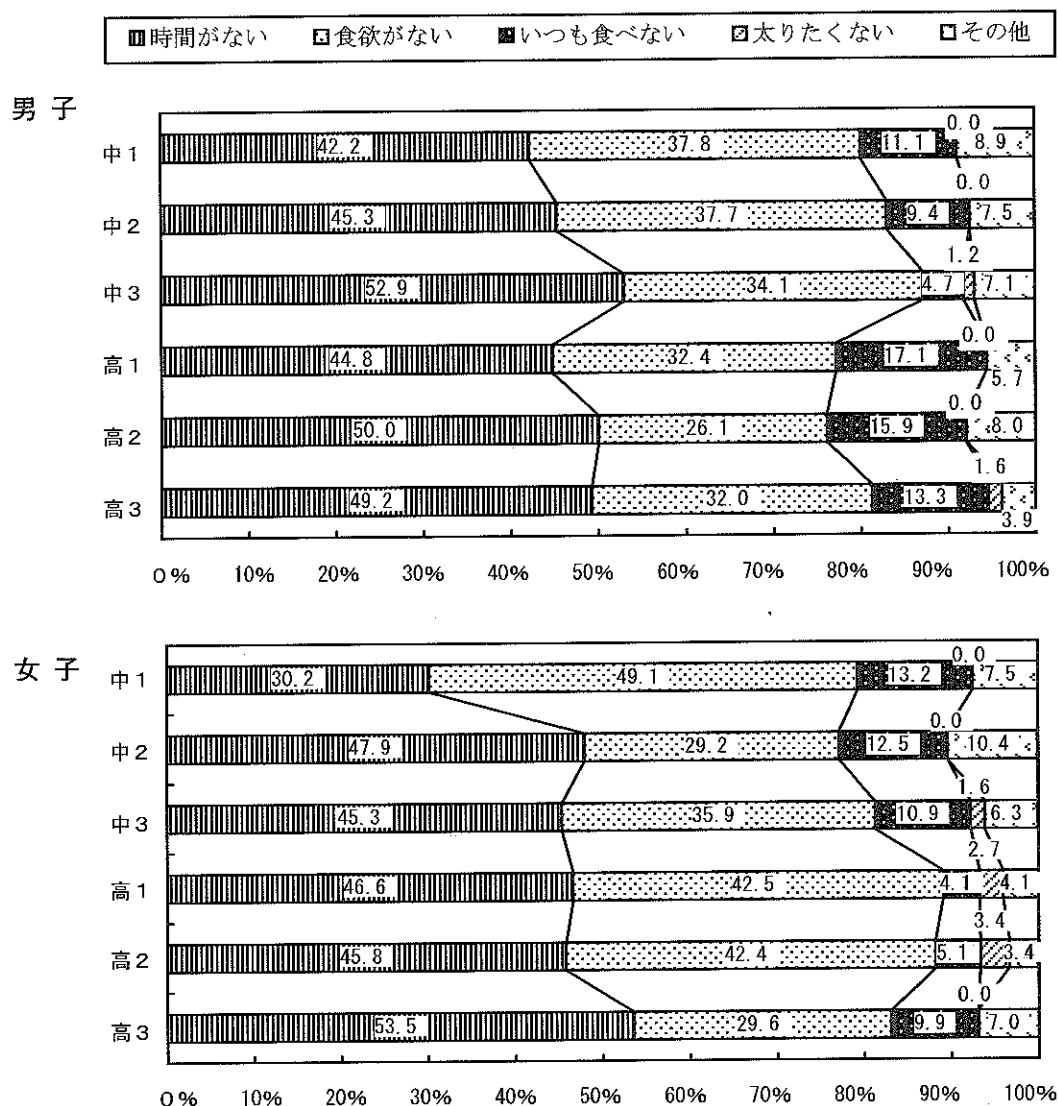 時間がない 食欲がない いつも食べない 太りたくない その他
男子
0.0
中1 42.2 37.8 11.1 8.9
0.0
中2 45.3 37.7 9.4 7.5
1.2
中3 52.9 34.1 4.7 7.1
0.0
高1 44.8 32.4 17.1
5.7
0.0
高2 50.0 26.1 15.9 8.0
1.6
高3 49.2 32.0 13.3
3.9
0% 10% 20% 30% 40% 50% 60% 70% 80% 90% 100%
女子
0.0
中1 30.2 49.1 13.2 7.5
0.0
中2 47.9 29.2 12.5 10.4
1.6
中3 45.3 35.9 10.9 6.3
2.7
高1 46.6 42.5 4.1 4.1
3.4
高2 45.8 42.4 5.1 3.4
0.0
高3 53.5 29.6 9.9 7.0
0% 10% 20% 30% 40% 50% 60% 70% 80% 90% 100%